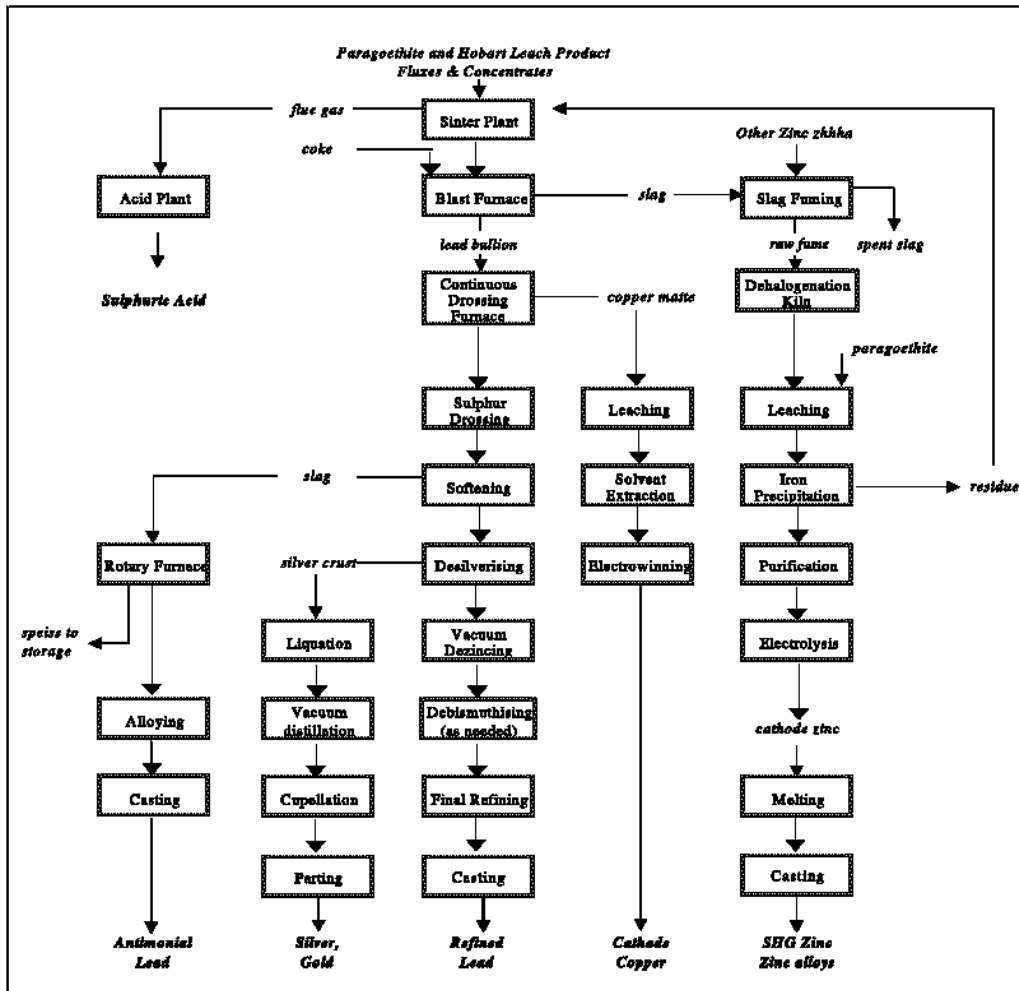 Paragoethite and Hobart Leach Product
Fluxes & Concentrates
flue gas
Sinter Plant
coke
Other Zinc zhhha
Acid Plant
Blast Furnace
slag
Slag Fuming
lead bullion
raw fume
spent slag
Sulphuric Acid
Continuous
Drossing
Furnace
copper matte
Dehalogenation
Kiln
paragoethite
Sulphur
Drossing
Leaching
Leaching
slag
Softening
Solvent
Extraction
Iron
Precipitation
residue
Rotary Furnace
silver crust
Desilverising
Electrowinning
Purification
speiss to
storage
Liquation
Vacuum
Dezincing
Electrolysis
Alloying
Vacuum
distillation
Debismuthising
(as needed)
cathode zinc
Casting
Cupellation
Final Refining
Melting
Parting
Casting
Casting
Antimonial
Lead
Silver,
Gold
Refined
Lead
Cathode
Copper
SHG Zinc
Zinc alloys